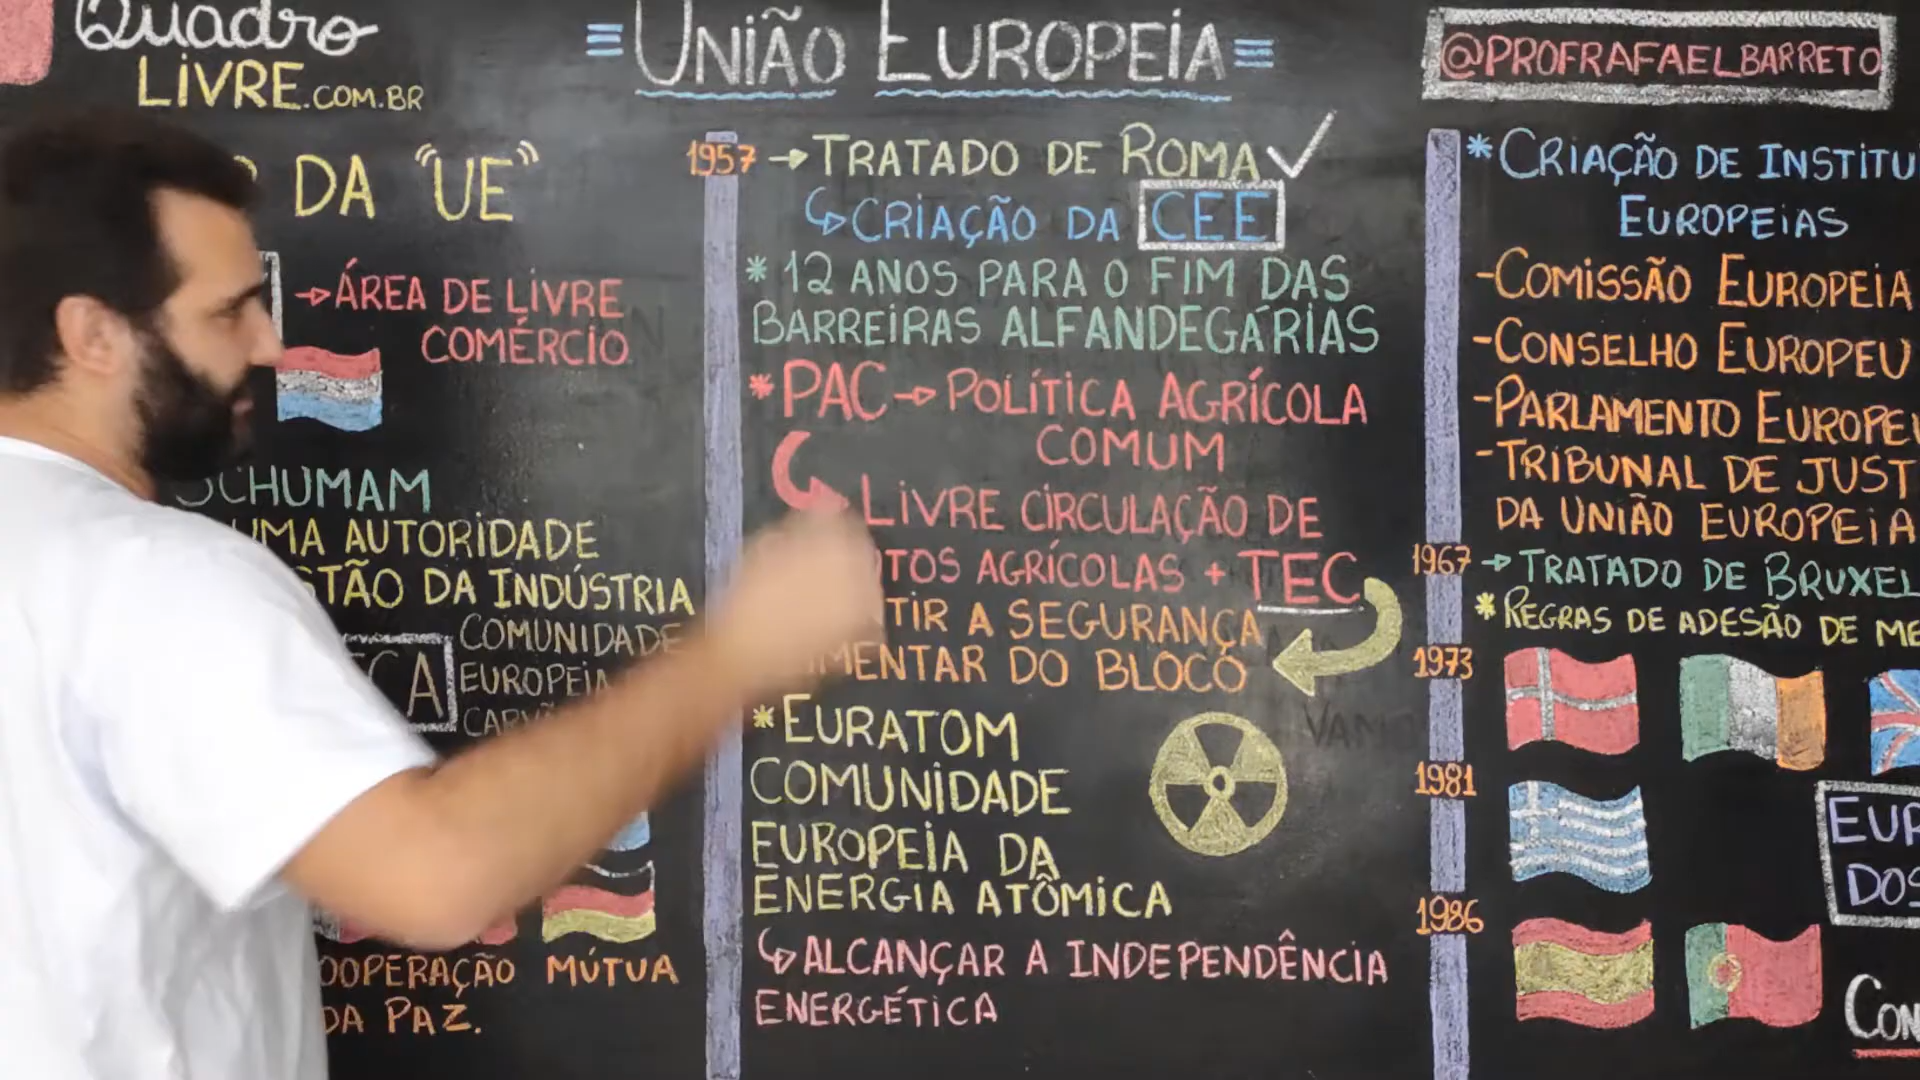 Quadro
LIVRE.COM.BR
UNIÃO EUROPEIA
@PROFRAFAELBARRETO
DA "UE"
→ÁREA DE LIVRE
COMÉRCIO
SCHUMAM
UMA AUTORIDADE
DA INDÚSTRIA
COMUNIDADE
EUROPEIA
MÚTUA
DA PAZ.
1957 → TRATADO DE ROMA ✓
↳CRIAÇÃO DA CEE
* 12 ANOS PARA O FIM DAS
BARREIRAS ALFANDEGÁRIAS
* PAC → POLÍTICA AGRÍCOLA
COMUM
LIVRE CIRCULAÇÃO DE
AGRÍCOLAS + TEC
A SEGURANÇA
DO BLOCO
* EURATOM
COMUNIDADE
EUROPEIA DA
ENERGIA ATÔMICA
↳ALCANÇAR A INDEPENDÊNCIA
ENERGÉTICA
* CRIAÇÃO DE
EUROPEIAS
-COMISSÃO EUROPEIA
-CONSELHO EUROPEU
-PARLAMENTO
-TRIBUNAL DE
DA UNIÃO EUROPEIA
1967 → TRATADO DE
* REGRAS DE ADESÃO DE
1973
1981
1986